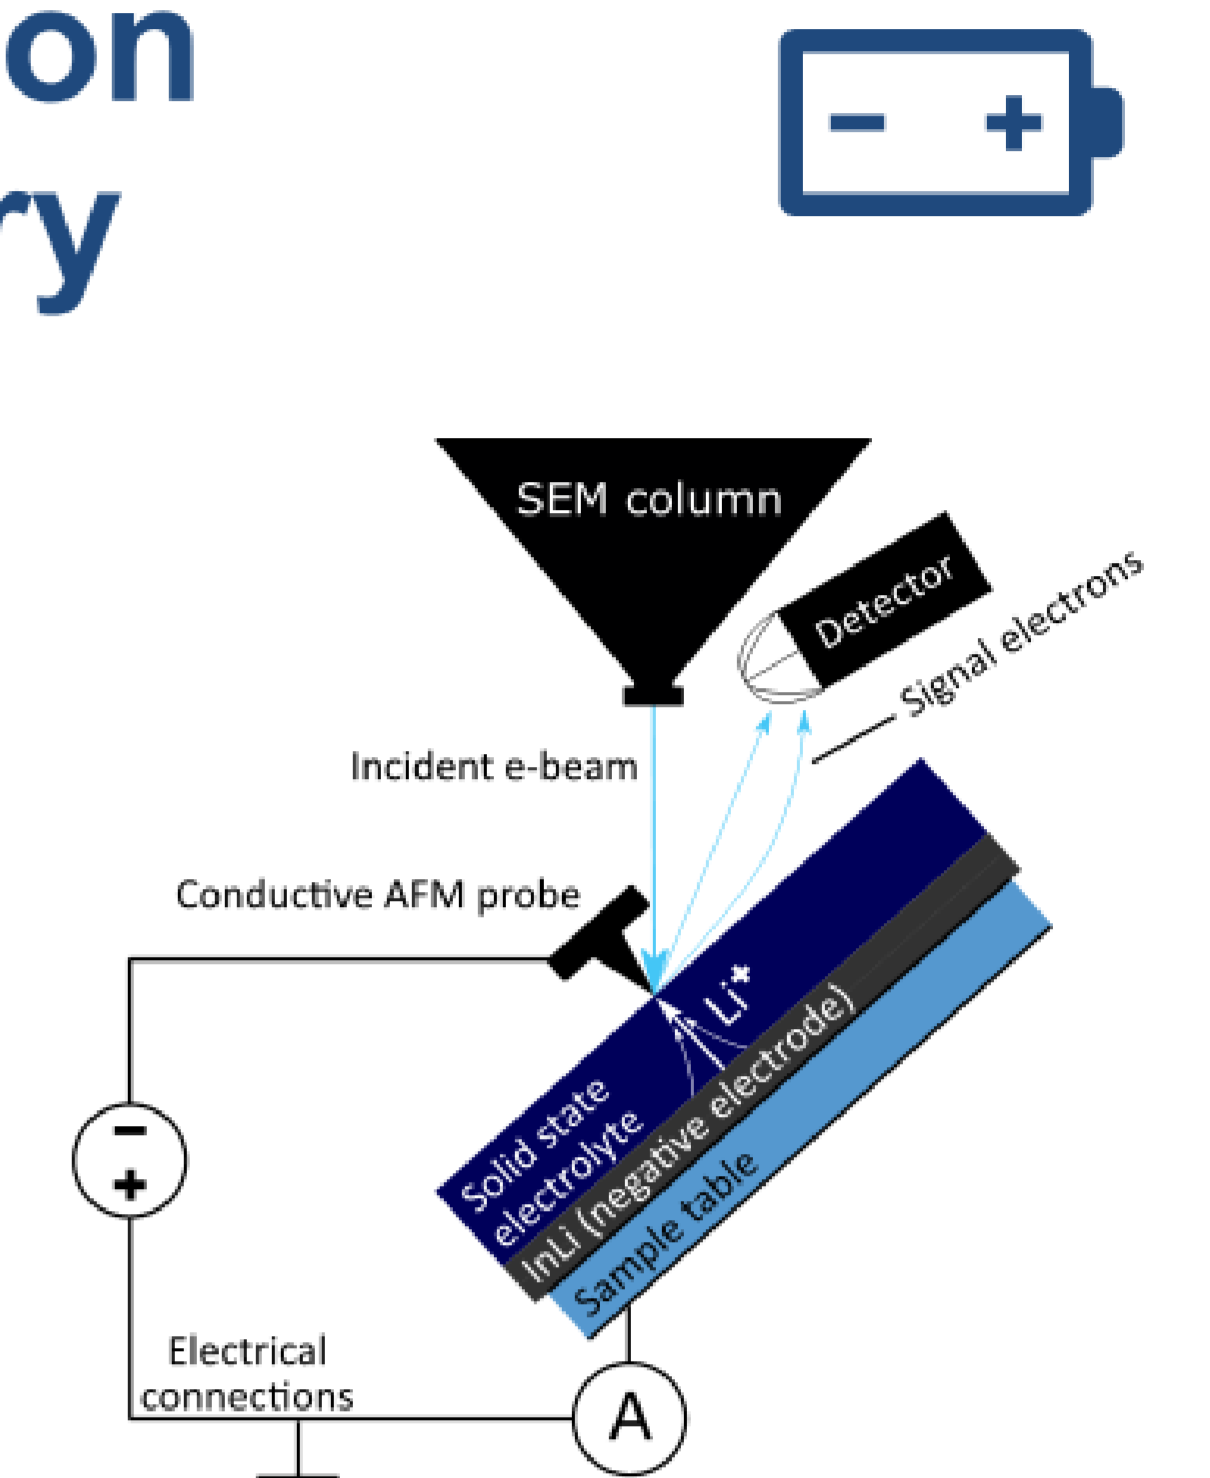 on
ry
- +
SEM column
Detector
Signal electrons
Incident e-beam
Conductive AFM probe
Li+
Solid state
electrolyte
InLi (negative electrode)
Sample table
-
+
Electrical
connections
A